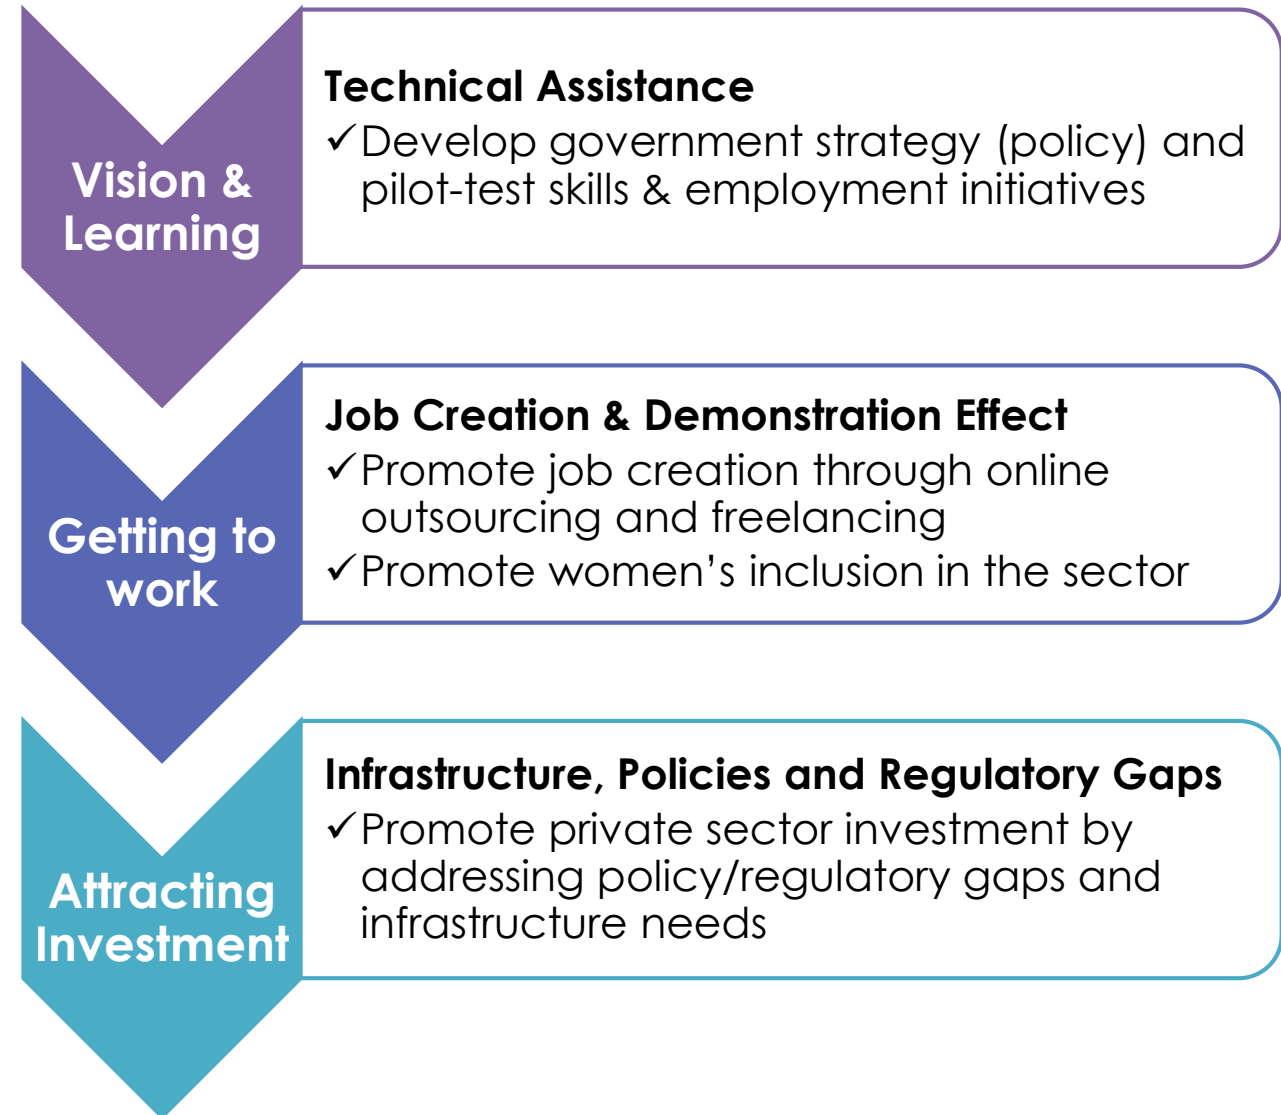 Vision &
Learning
Technical Assistance
✓Develop government strategy (policy) and
pilot-test skills & employment initiatives
Getting to
work
Job Creation & Demonstration Effect
✓Promote job creation through online
outsourcing and freelancing
✓Promote women’s inclusion in the sector
Attracting
Investment
Infrastructure, Policies and Regulatory Gaps
✓Promote private sector investment by
addressing policy/regulatory gaps and
infrastructure needs